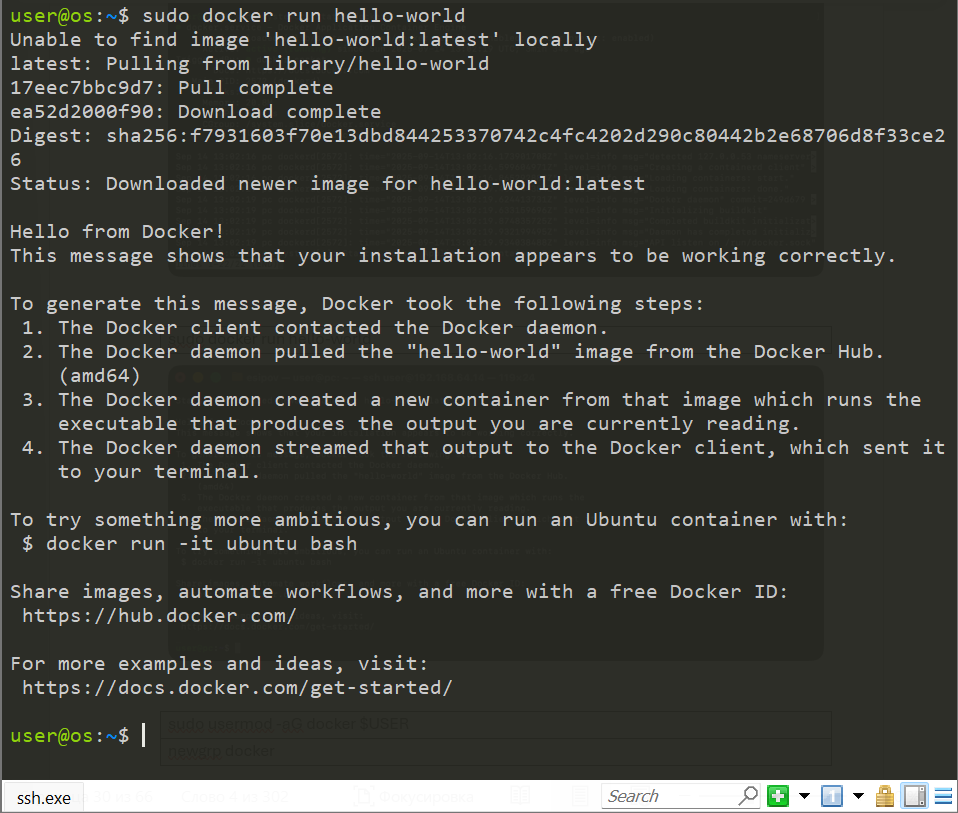 user@os:~$ sudo docker run hello-world
Unable to find image 'hello-world:latest' locally
latest: Pulling from library/hello-world
17eec7bbc9d7: Pull complete
ea52d2000f90: Download complete
Digest: sha256:f7931603f70e13dbd844253370742c4fc4202d290c80442b2e68706d8f33ce2
6
Status: Downloaded newer image for hello-world:latest
Hello from Docker!
This message shows that your installation appears to be working correctly.
To generate this message, Docker took the following steps:
1. The Docker client contacted the Docker daemon.
2. The Docker daemon pulled the "hello-world" image from the Docker Hub.
(amd64)
3. The Docker daemon created a new container from that image which runs the
executable that produces the output you are currently reading.
4. The Docker daemon streamed that output to the Docker client, which sent it
to your terminal.
To try something more ambitious, you can run an Ubuntu container with:
$ docker run -it ubuntu bash
Share images, automate workflows, and more with a free Docker ID:
https://hub.docker.com/
For more examples and ideas, visit:
https://docs.docker.com/get-started/
sudo usermod -aG docker $USER
user@os:~$
newgrp docker
ssh.exe
Search
1